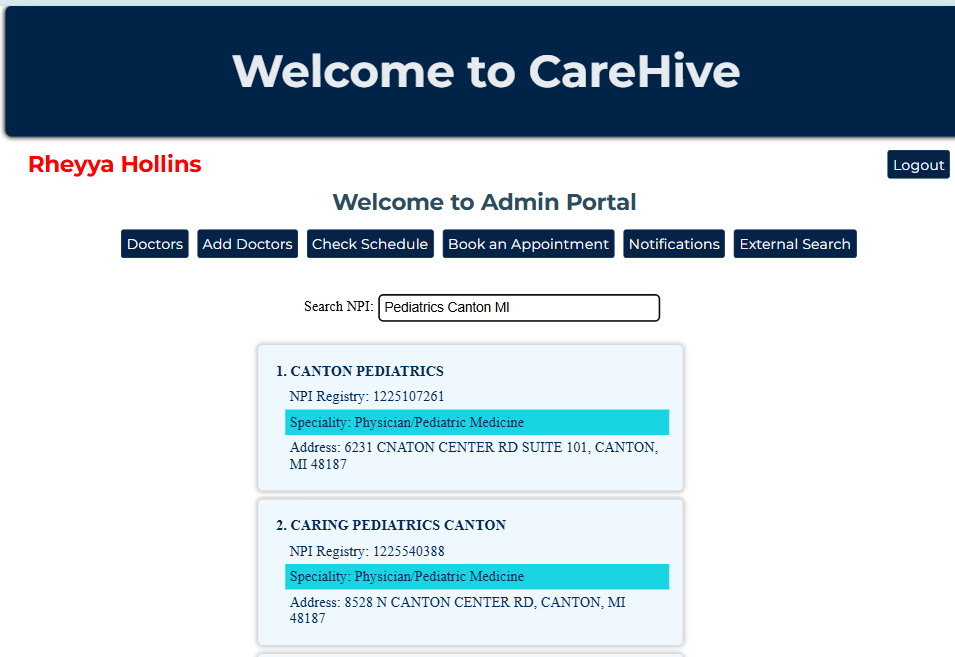 Welcome to CareHive
Rheyya Hollins
Logout
Welcome to Admin Portal
Doctors Add Doctors Check Schedule Book an Appointment Notifications External Search
Search NPI: Pediatrics Canton MI
1. CANTON PEDIATRICS
NPI Registry: 1225107261
Speciality: Physician/Pediatric Medicine
Address: 6231 CNATON CENTER RD SUITE 101, CANTON,
MI 48187
2. CARING PEDIATRICS CANTON
NPI Registry: 1225540388
Speciality: Physician/Pediatric Medicine
Address: 8528 N CANTON CENTER RD, CANTON, MI
48187